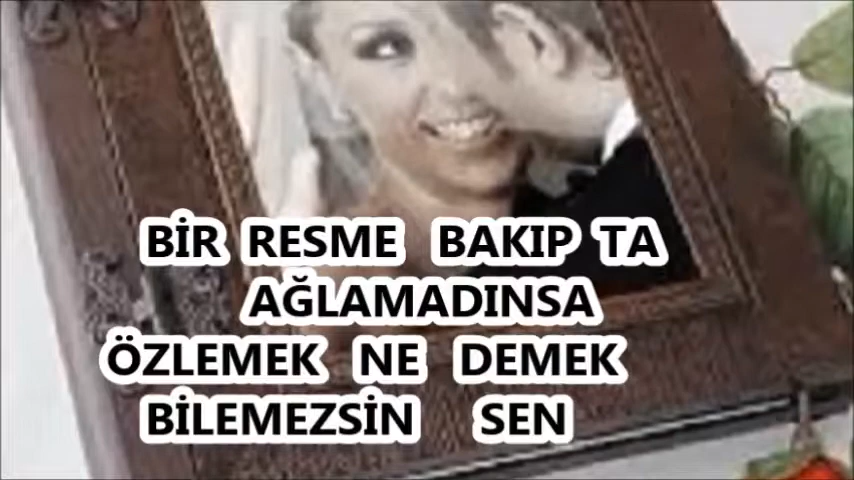 BİR RESME BAKIP TA
AĞLAMADINSA
ÖZLEMEK NE DEMEK
BİLEMEZSİN SEN